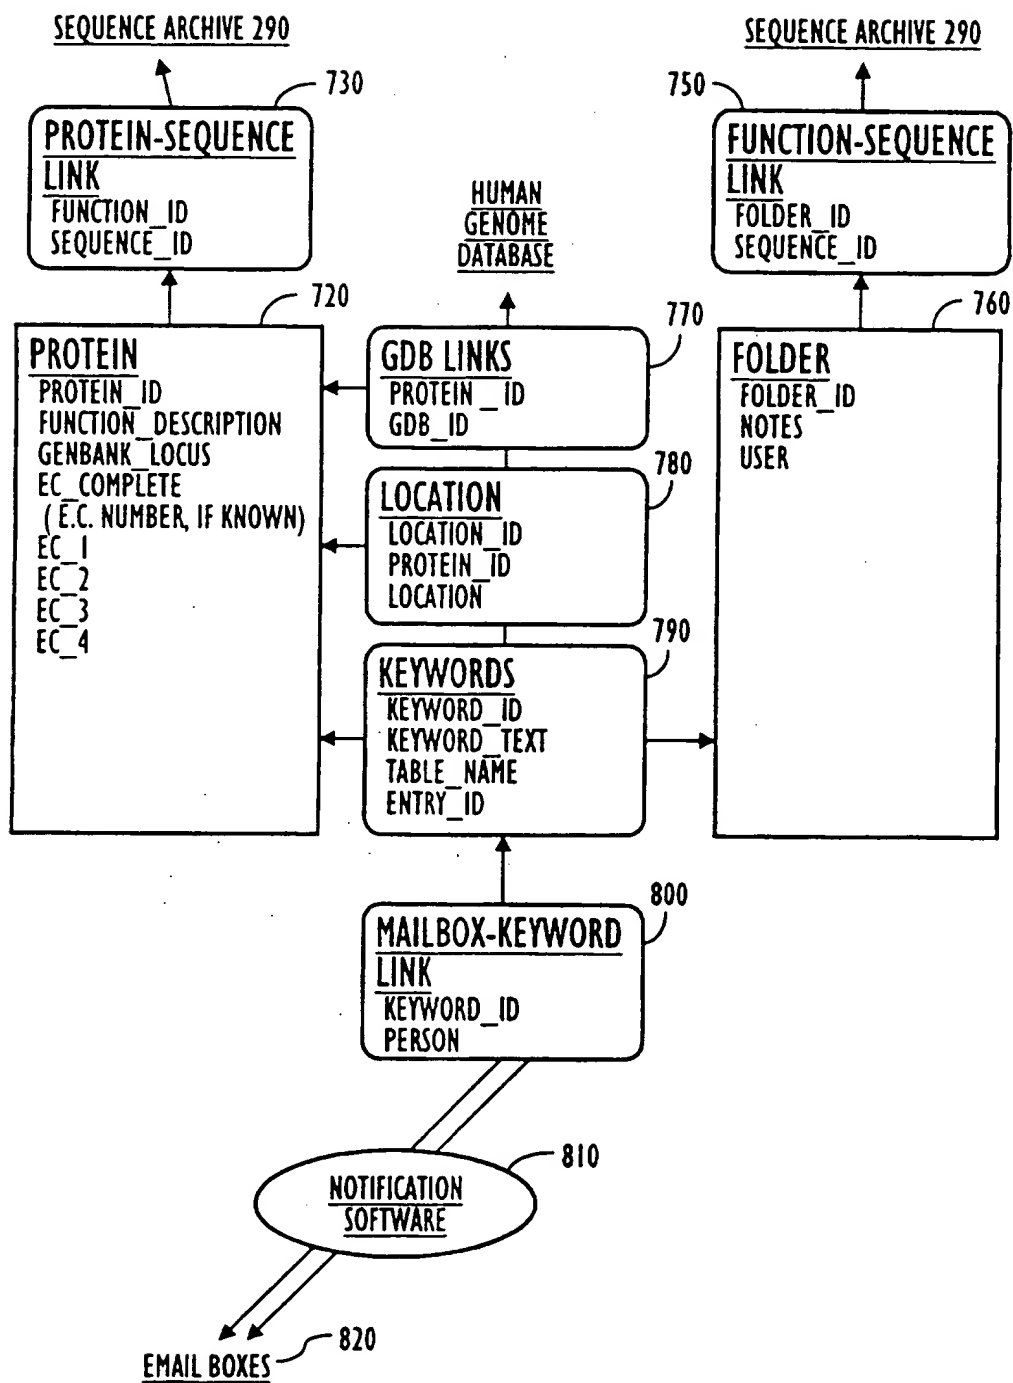 SEQUENCE ARCHIVE 290
730
PROTEIN-SEQUENCE
LINK
FUNCTION_ID
SEQUENCE_ID
SEQUENCE ARCHIVE 290
750
FUNCTION-SEQUENCE
LINK
FOLDER_ID
SEQUENCE_ID
HUMAN
GENOME
DATABASE
720
PROTEIN
PROTEIN_ID
FUNCTION_DESCRIPTION
GENBANK_LOCUS
EC_COMPLETE
( E.C. NUMBER, IF KNOWN)
EC_1
EC_2
EC_3
EC_4
770
GDB LINKS
PROTEIN_ID
GDB_ID
780
LOCATION
LOCATION_ID
PROTEIN_ID
LOCATION
790
KEYWORDS
KEYWORD_ID
KEYWORD_TEXT
TABLE_NAME
ENTRY_ID
760
FOLDER
FOLDER_ID
NOTES
USER
800
MAILBOX-KEYWORD
LINK
KEYWORD_ID
PERSON
810
NOTIFICATION
SOFTWARE
820
EMAIL BOXES